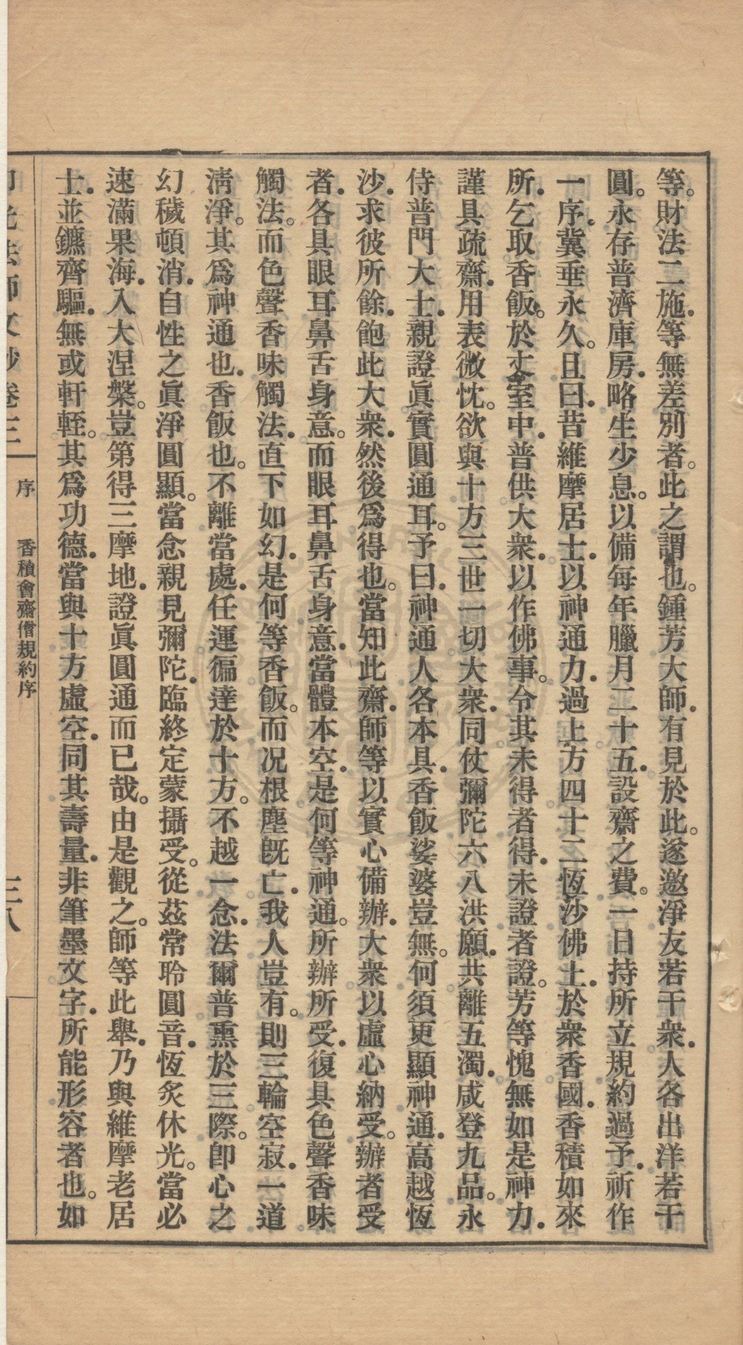 等。財法二施。等無差別者。此之謂也。鍾芳大師。有見於此。遂邀淨友若干衆。人各出洋若干
圓。永存普濟庫房。略生少息。以備每年臘月二十五。設齋之費。一日持所立規約過予。祈作
一序。冀垂永久。且曰。昔維摩居士。以神通力。過上方四十二恆沙佛土。於衆香國。香積如來
所。乞取香飯。於丈室中。普供大衆。以作佛事。令其未得者得。未證者證。芳等愧無如是神力。
謹具疏齋。用表微忱。欲與十方三世一切大衆。同仗彌陀六八洪願。共離五濁。咸登九品。永
侍普門大士。親證眞實圓通耳。予曰。神通人各本具。香飯娑婆豈無。何須更顯神通。高越恆
沙。求彼所餘。飽此大衆。然後爲得也。當知此齋。師等以實心備辦。大衆以虛心納受。辦者受
者。各具眼耳鼻舌身意。而眼耳鼻舌身意。當體本空。是何等神通。所辦所受。復具色聲香味
觸法。而色聲香味觸法。直下如幻。是何等香飯。而况根塵旣亡。我人豈有。則三輪空寂。一道
淸淨。其爲神通也。香飯也。不離當處。任運徧達於十方。不越一念。法爾普熏於三際。卽心之
幻穢頓消。自性之眞淨圓顯。當念親見彌陀。臨終定蒙攝受。從茲常聆圓音。恆炙休光。當必
速滿果海。入大涅槃。豈第得三摩地。證眞圓通而已哉。由是觀之。師等此舉。乃與維摩老居
士。並鑣齊驅。無或軒輊。其爲功德。當與十方虛空。同其壽量。非筆墨文字。所能形容者也。如
印光法師文鈔卷三 序 香積會齋僧規約序 三八